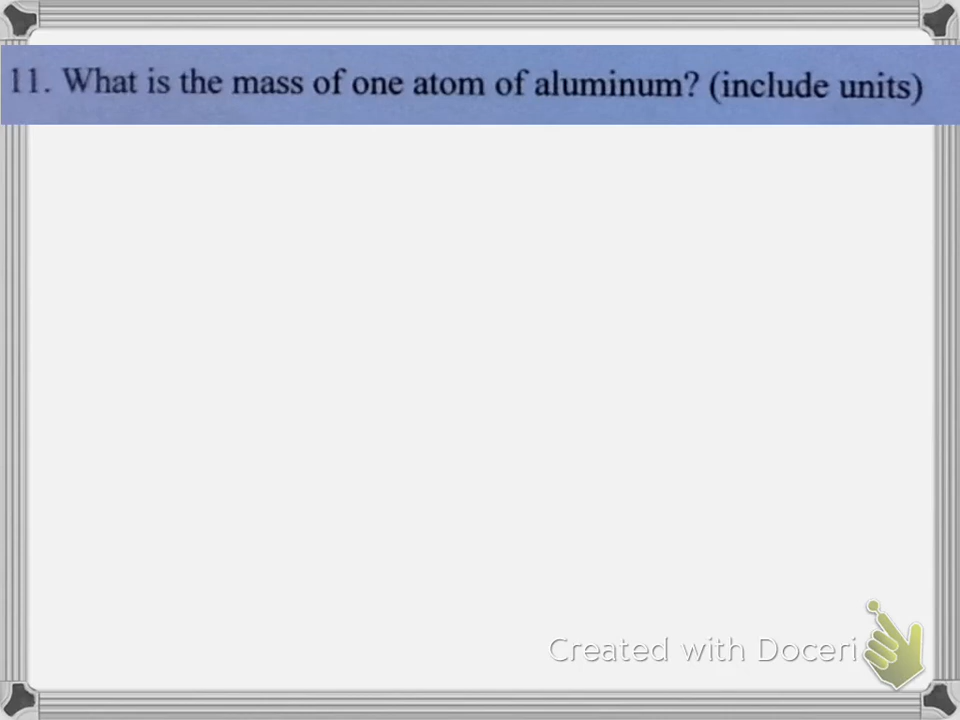 11. What is the mass of one atom of aluminum? (include units)
Created with Doceri